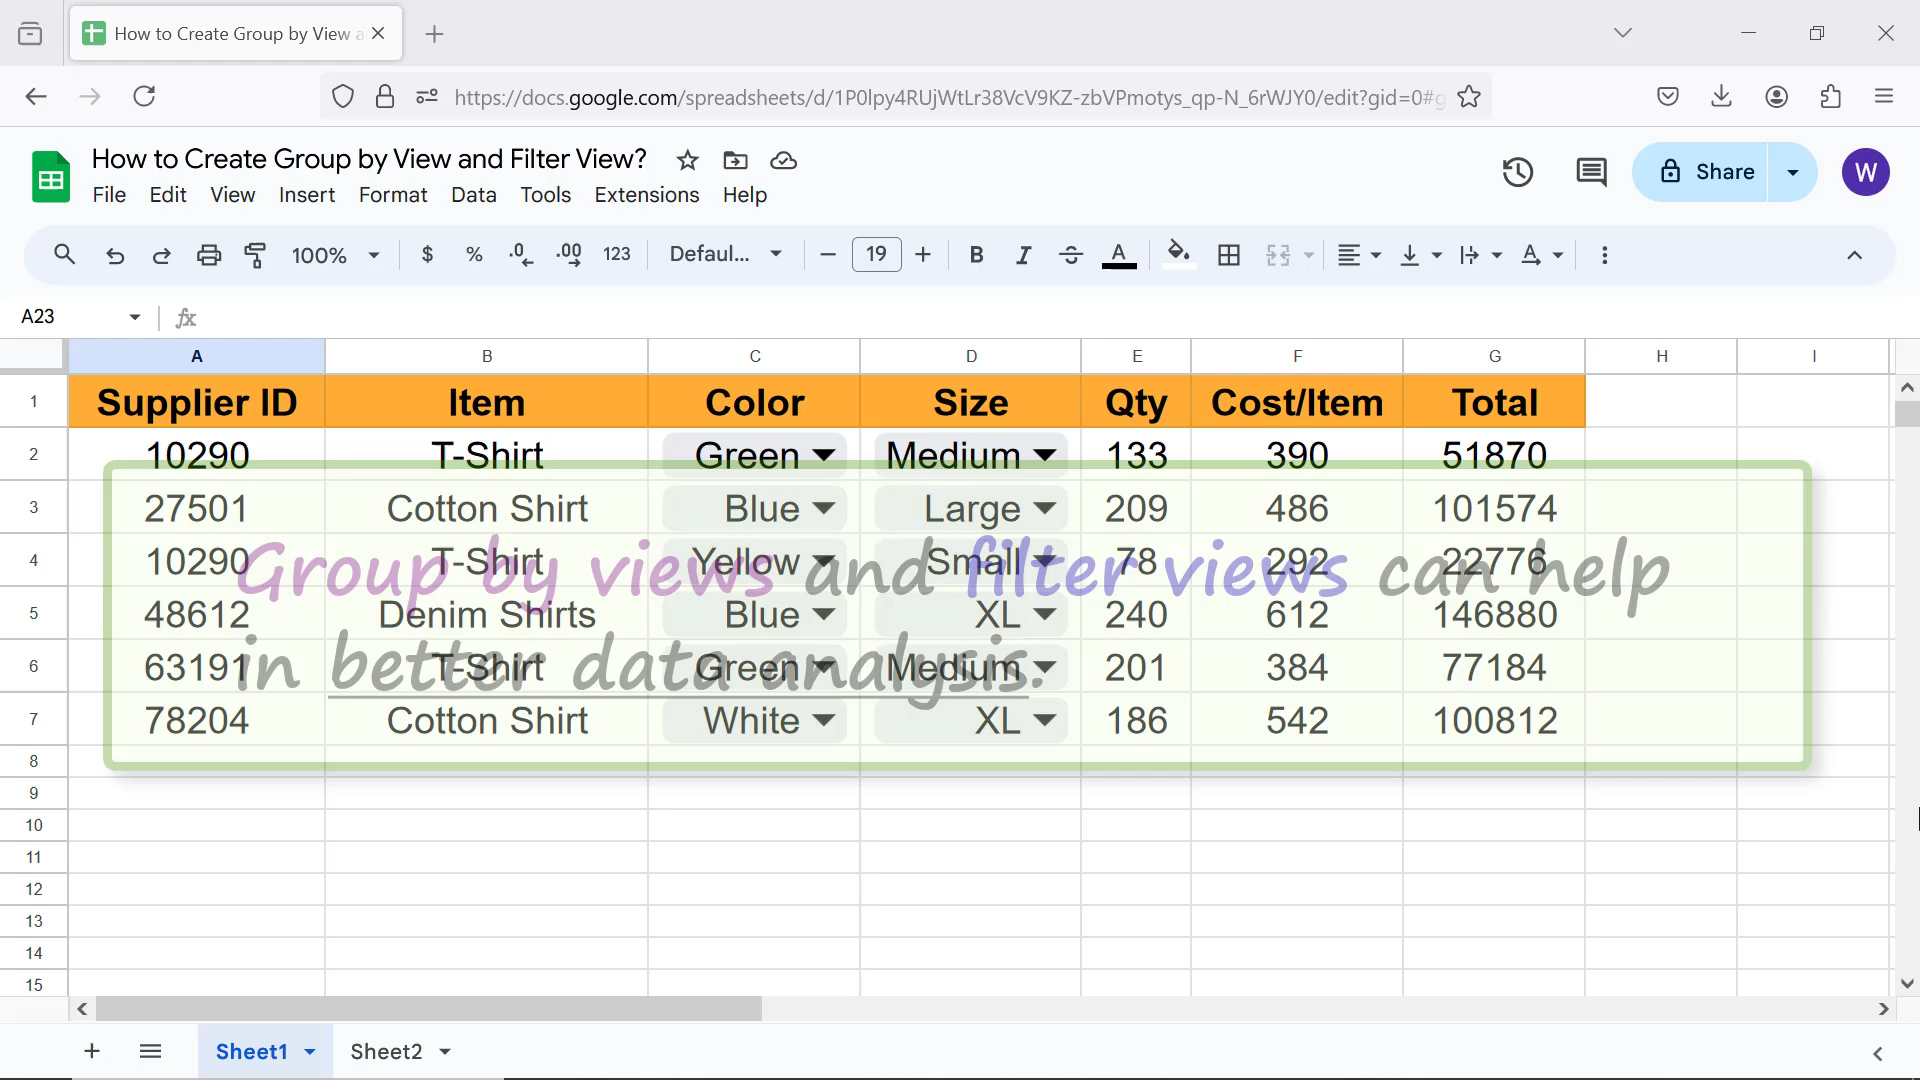 How to Create Group by View a
https://docs.google.com/spreadsheets/d/1P0lpy4RUjWtLr38VcV9KZ-zbVPmotys_qp-N_6rWJY0/edit?gid=0#g
How to Create Group by View and Filter View?
File Edit View Insert Format Data Tools Extensions Help
Share
W
100% $ % .0 .00 123 Defaul... 19 B I S A
A23 fx
A B C D E F G H I
1 Supplier ID Item Color Size Qty Cost/Item Total
2 10290 T-Shirt Green Medium 133 390 51870
3 27501 Cotton Shirt Blue Large 209 486 101574
4 10290 T-Shirt Yellow Small 78 292 22776
Group by views and filter views can help
5 48612 Denim Shirts Blue XL 240 612 146880
6 63191 T-Shirt Green Medium 201 384 77184
in better data analysis.
7 78204 Cotton Shirt White XL 186 542 100812
8
9
10
11
12
13
14
15
Sheet1 Sheet2